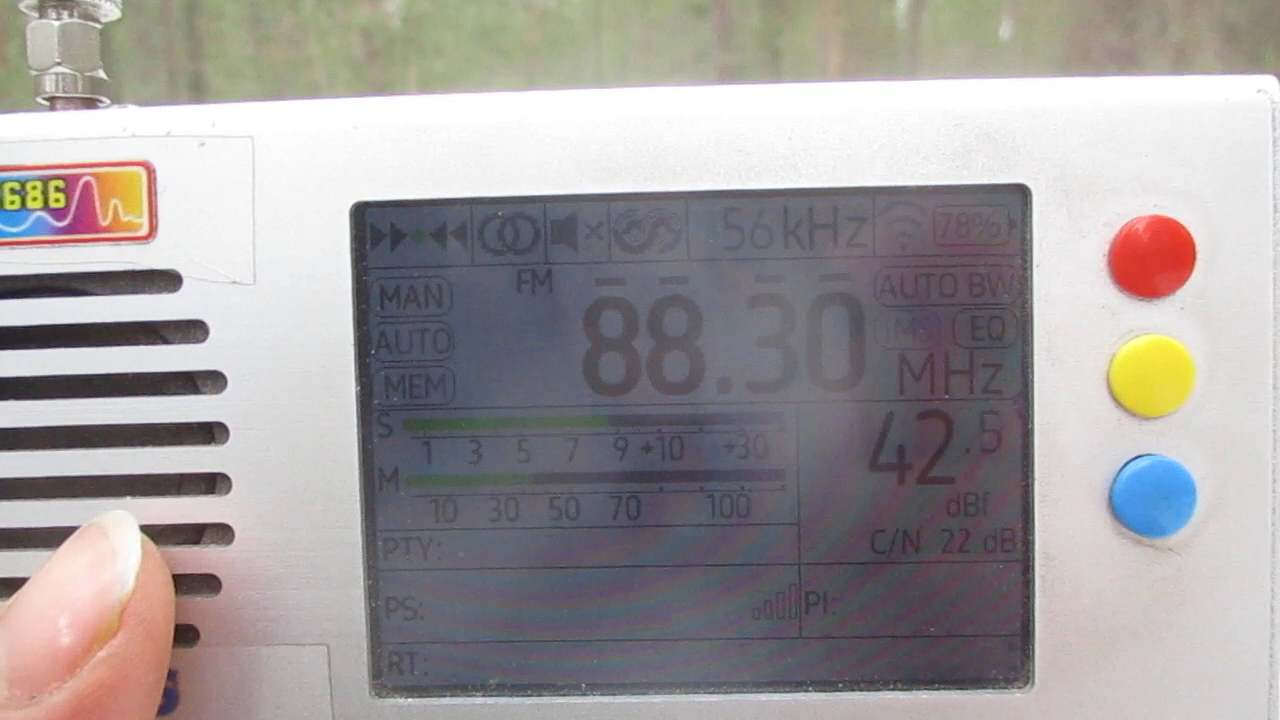 686
56kHz 78%
FM
MAN 88.30 AUTO BW
AUTO iMS EQ
MEM MHz
S
1 3 5 7 9 +10 +30
42.5
M
10 30 50 70 100
dBf
PTY: C/N 22 dB
PS: PI:
RT: